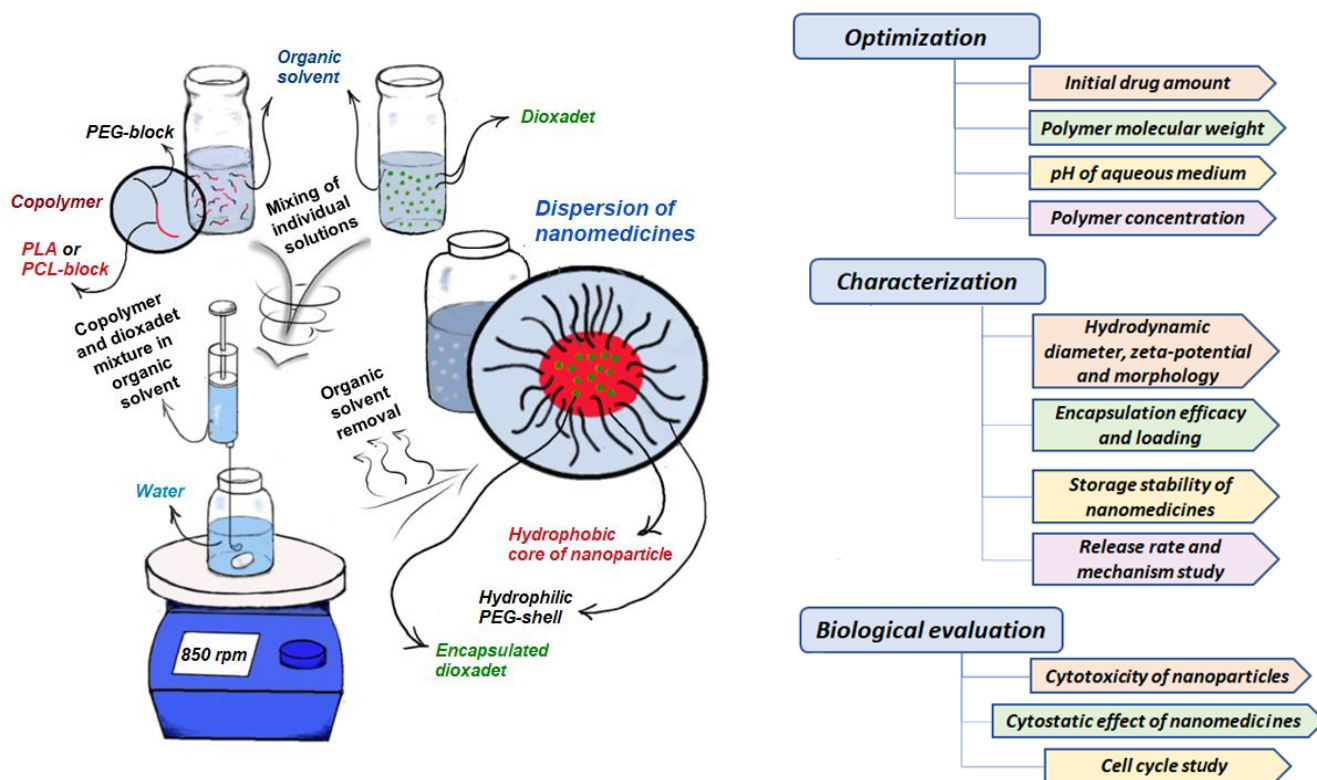 Organic
solvent
PEG-block
Dioxadet
Copolymer
PLA or
PCL-block
Mixing of
individual
solutions
Dispersion of
nanomedicines
Copolymer
and dioxadet
mixture in
organic
solvent
Organic
solvent
removal
Water
Hydrophobic
core of nanoparticle
Hydrophilic
PEG-shell
Encapsulated
dioxadet
850 rpm
Optimization
Initial drug amount
Polymer molecular weight
pH of aqueous medium
Polymer concentration
Characterization
Hydrodynamic
diameter, zeta-potential
and morphology
Encapsulation efficacy
and loading
Storage stability of
nanomedicines
Release rate and
mechanism study
Biological evaluation
Cytotoxicity of nanoparticles
Cytostatic effect of nanomedicines
Cell cycle study